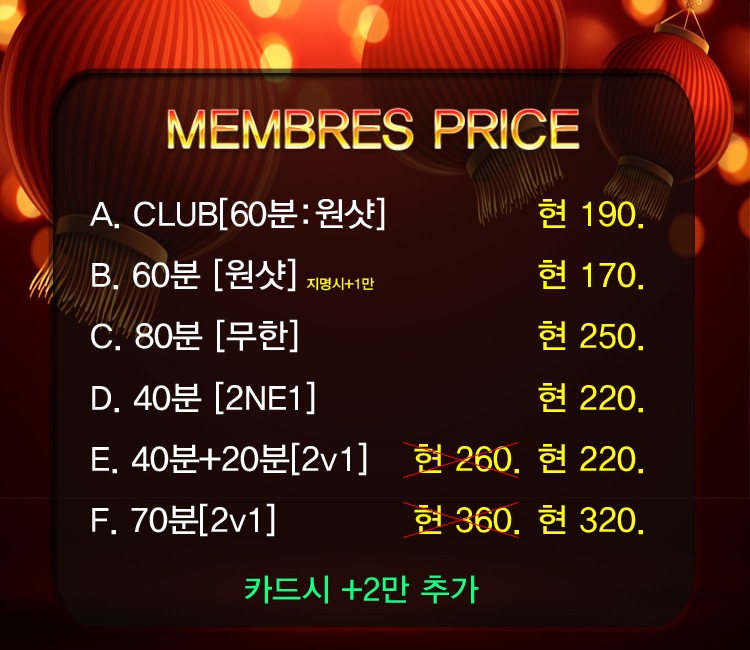 MEMBRES PRICE
A. CLUB[60분:원샷] 현 190.
B. 60분 [원샷] 지명시+1만 현 170.
C. 80분 [무한] 현 250.
D. 40분 [2NE1] 현 220.
E. 40분+20분[2v1] 현 260. 현 220.
F. 70분[2v1] 현 360. 현 320.
카드시 +2만 추가